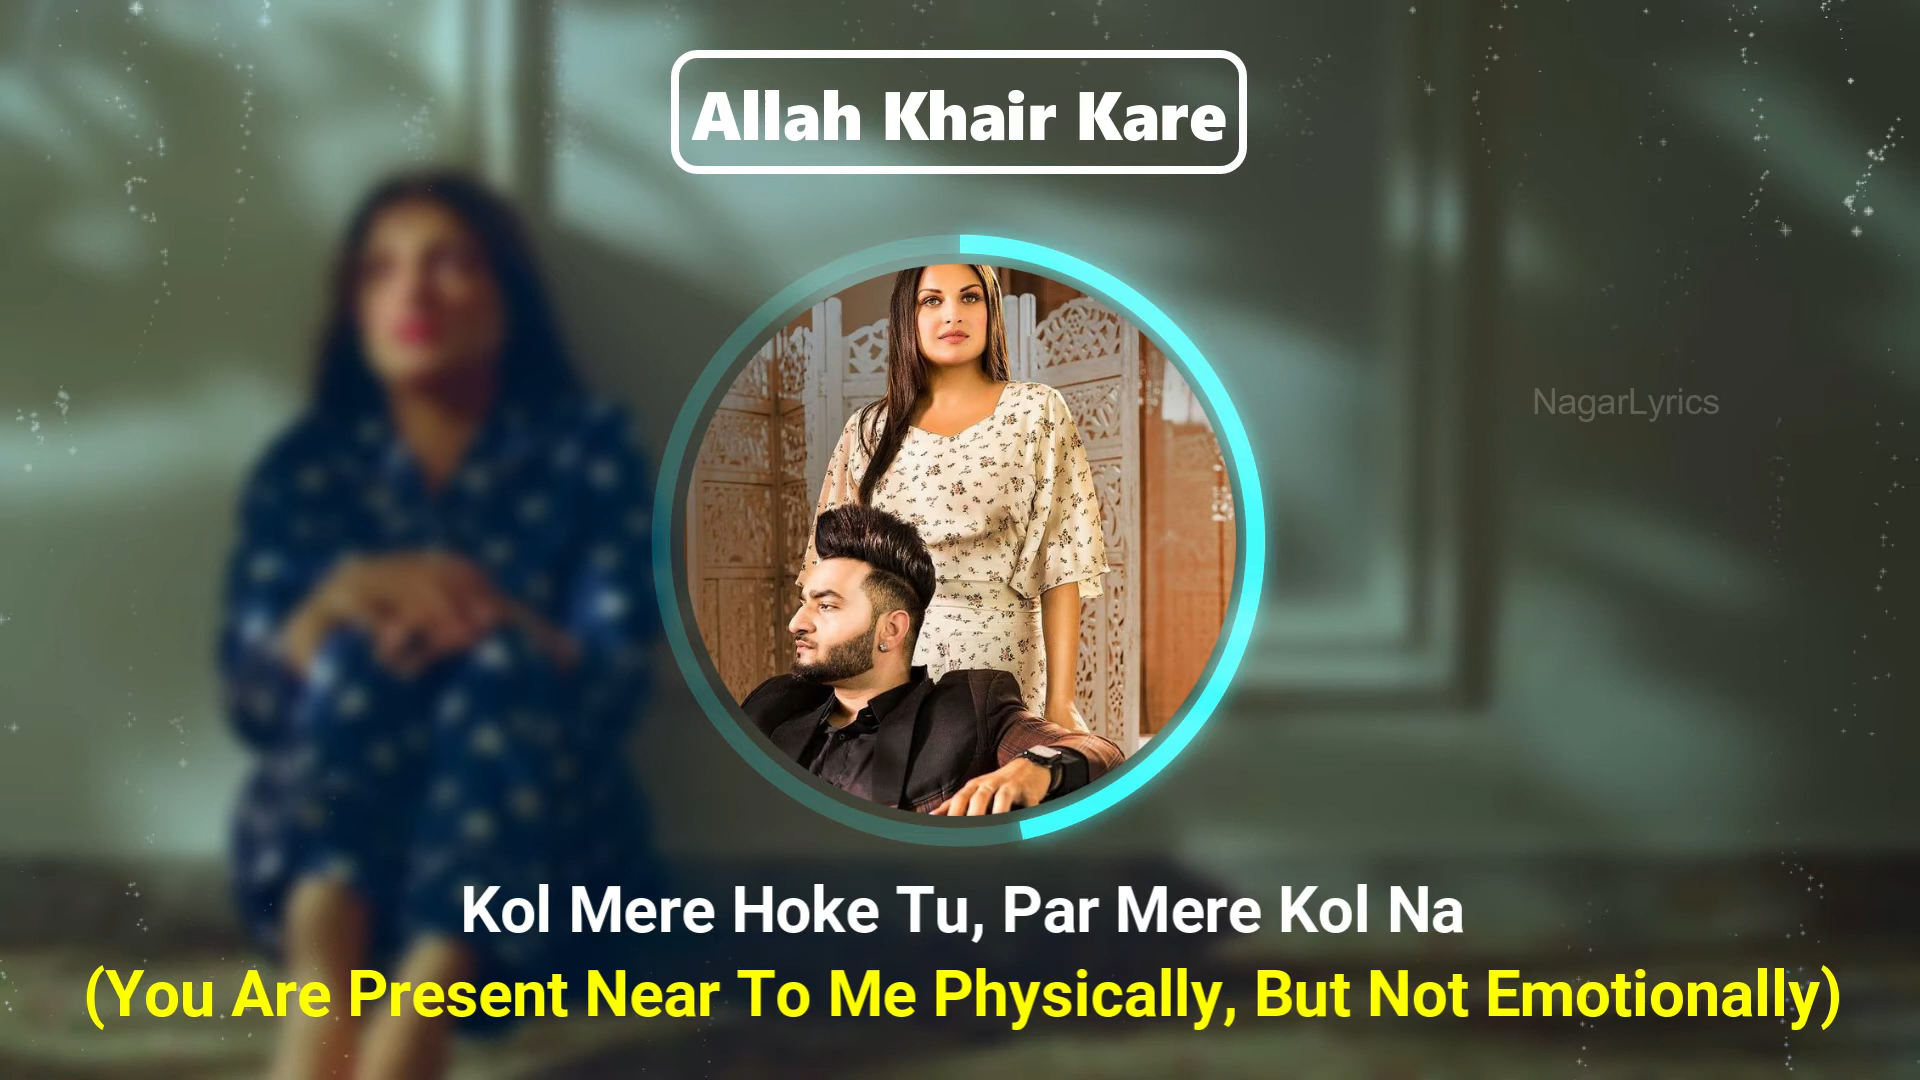 Allah Khair Kare
NagarLyrics
Kol Mere Hoke Tu, Par Mere Kol Na
(You Are Present Near To Me Physically, But Not Emotionally)